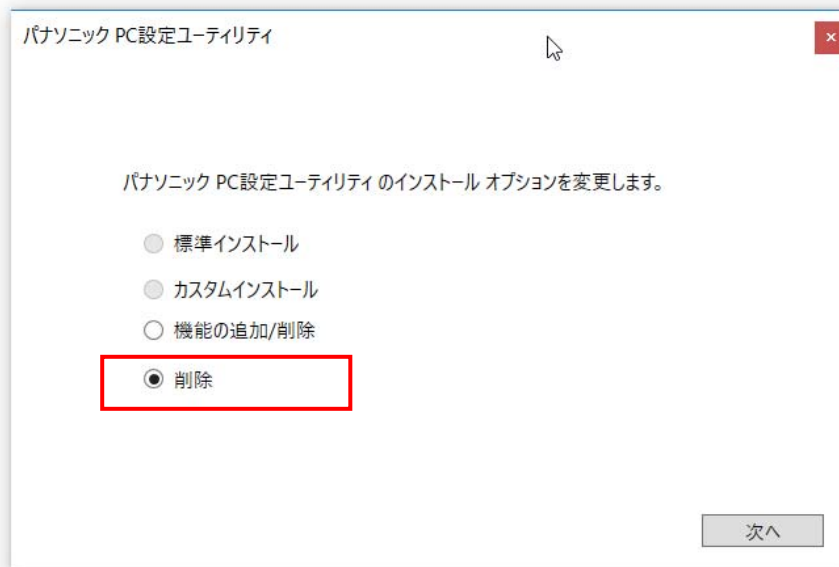 パナソニック PC設定ユーティリティ
パナソニック PC設定ユーティリティ のインストール オプションを変更します。
標準インストール
カスタムインストール
機能の追加/削除
削除
次へ